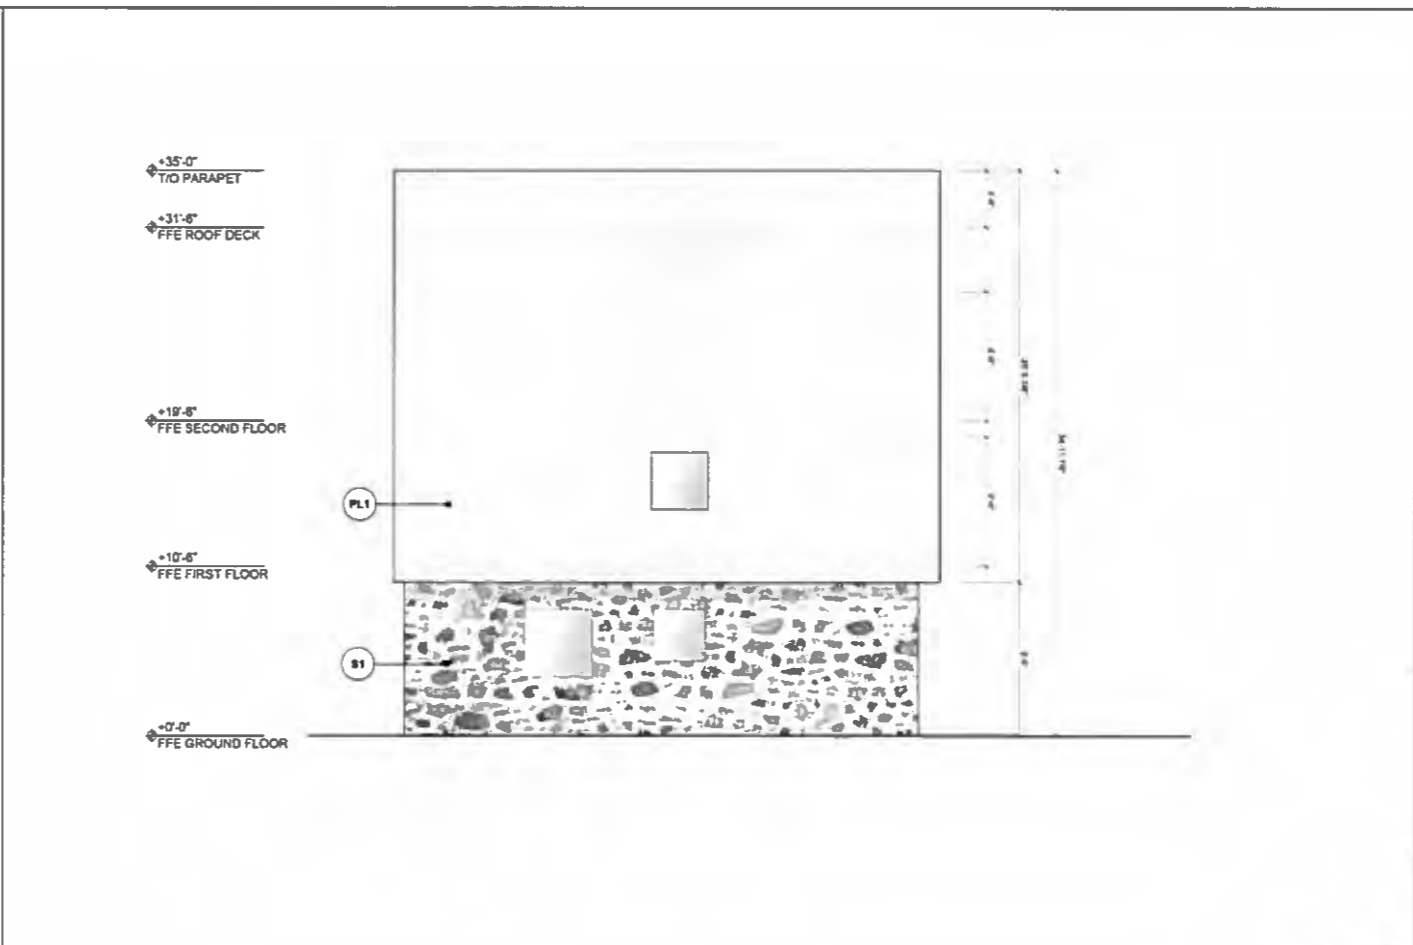 +35'-0"
T/O PARAPET
+31'-6"
FFE ROOF DECK
+19'-6"
FFE SECOND FLOOR
PL1
+10'-6"
FFE FIRST FLOOR
S1
+0'-0"
FFE GROUND FLOOR